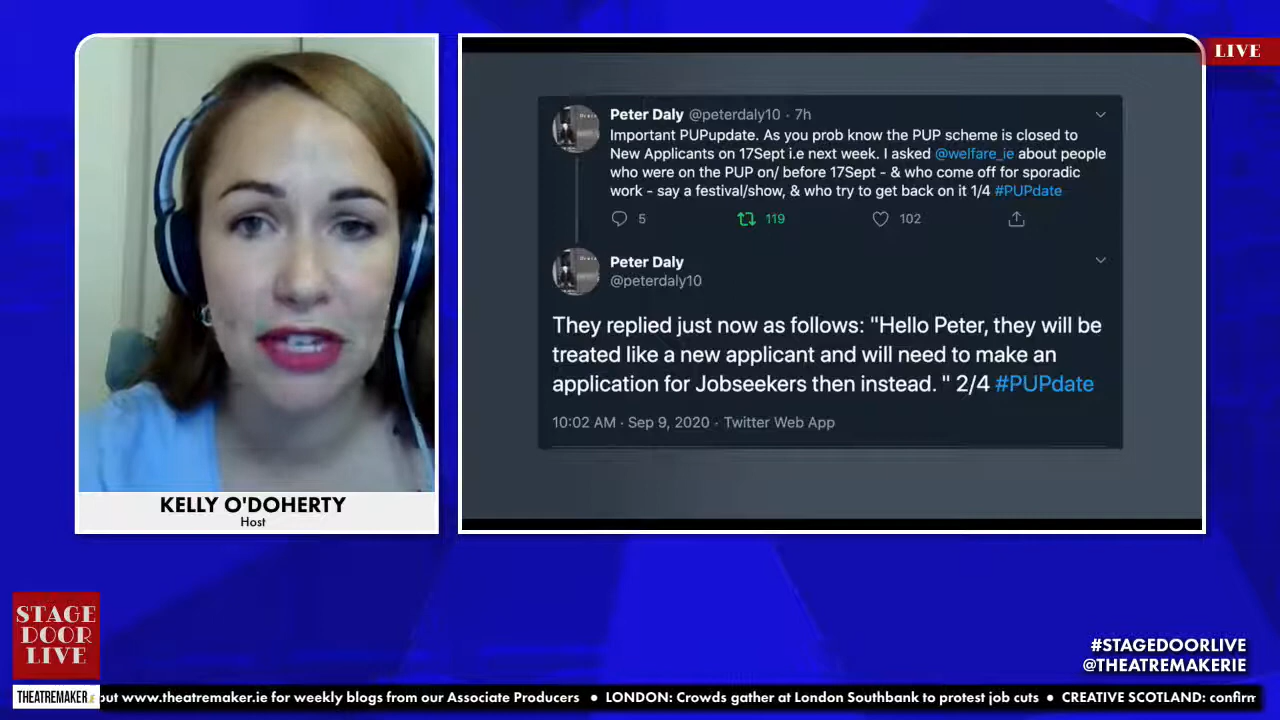 LIVE
Peter Daly @peterdaly10 · 7h
Important PUPupdate. As you prob know the PUP scheme is closed to
New Applicants on 17Sept i.e next week. I asked @welfare_ie about people
who were on the PUP on/ before 17Sept - & who come off for sporadic
work - say a festival/show, & who try to get back on it 1/4 #PUPdate
5 119 102
Peter Daly
@peterdaly10
They replied just now as follows: "Hello Peter, they will be
treated like a new applicant and will need to make an
application for Jobseekers then instead. " 2/4 #PUPdate
10:02 AM · Sep 9, 2020 · Twitter Web App
KELLY O'DOHERTY
Host
STAGE
DOOR
LIVE
#STAGEDOORLIVE
@THEATREMAKERIE
THEATREMAKER.ie
out www.theatremaker.ie for weekly blogs from our Associate Producers • LONDON: Crowds gather at London Southbank to protest job cuts • CREATIVE SCOTLAND: confirm